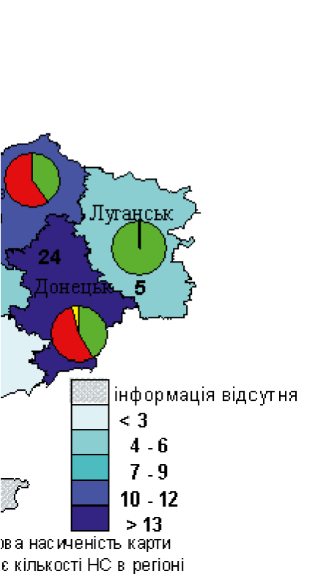 Луганськ
24
Донецьк
5
інформація відсутня
< 3
4 - 6
7 - 9
10 - 12
> 13
насиченість карти
є кількості НС в регіоні